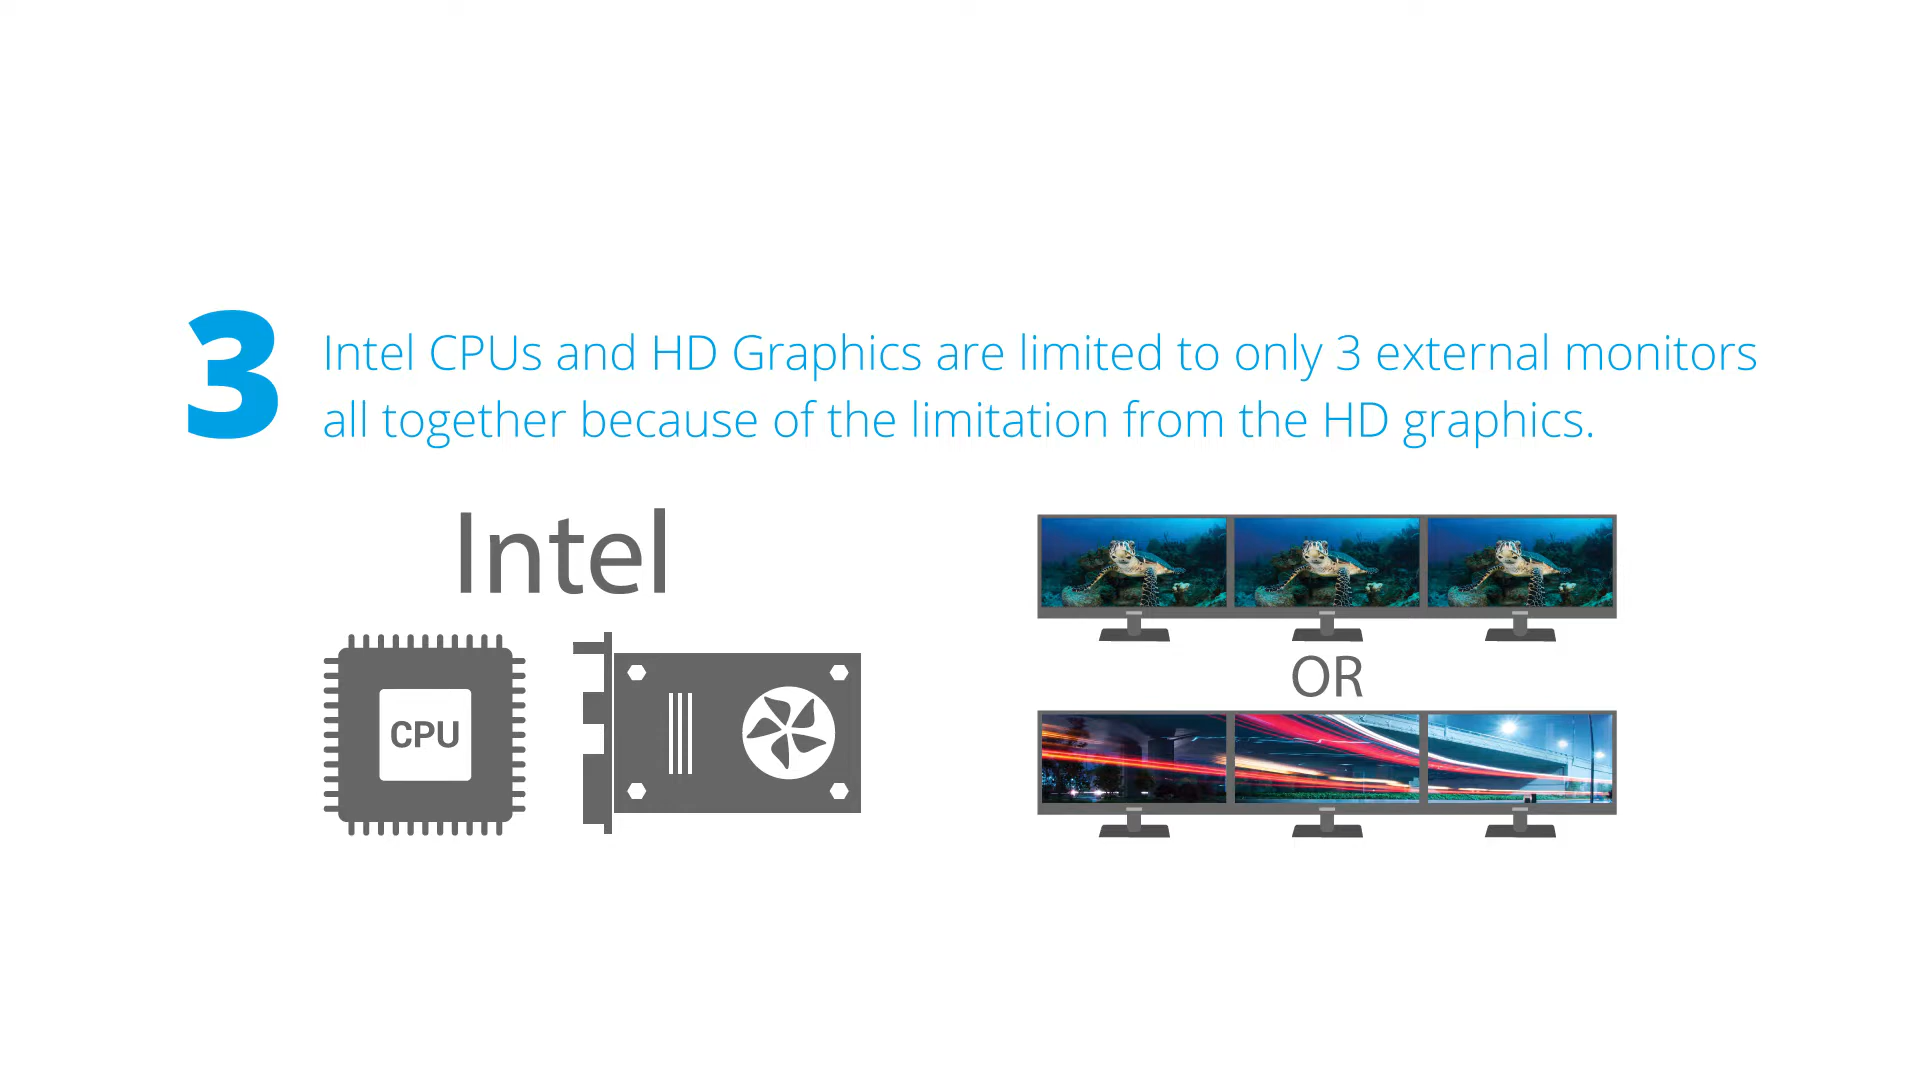 3
Intel CPUs and HD Graphics are limited to only 3 external monitors
all together because of the limitation from the HD graphics.
Intel
CPU
OR